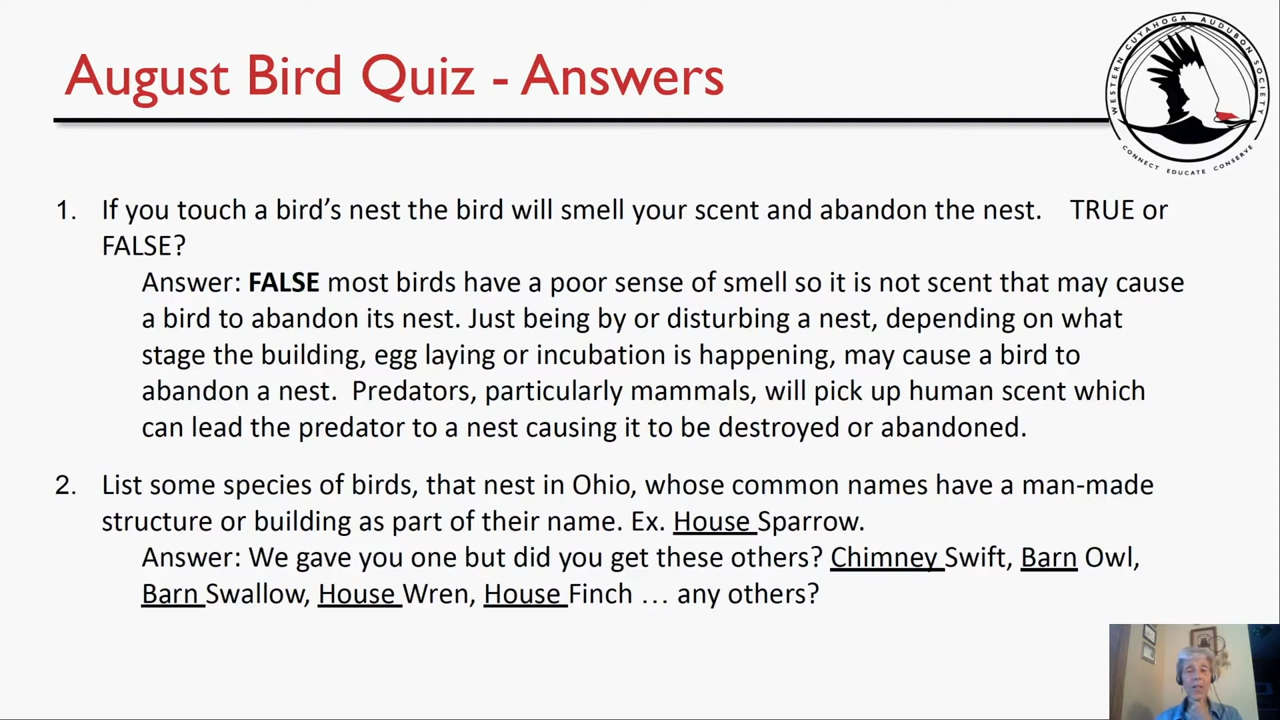 August Bird Quiz - Answers
WESTERN CUYAHOGA AUDUBON SOCIETY
CONNECT EDUCATE CONSERVE
1. If you touch a bird’s nest the bird will smell your scent and abandon the nest. TRUE or
FALSE?
Answer: FALSE most birds have a poor sense of smell so it is not scent that may cause
a bird to abandon its nest. Just being by or disturbing a nest, depending on what
stage the building, egg laying or incubation is happening, may cause a bird to
abandon a nest. Predators, particularly mammals, will pick up human scent which
can lead the predator to a nest causing it to be destroyed or abandoned.
2. List some species of birds, that nest in Ohio, whose common names have a man-made
structure or building as part of their name. Ex. House Sparrow.
Answer: We gave you one but did you get these others? Chimney Swift, Barn Owl,
Barn Swallow, House Wren, House Finch … any others?